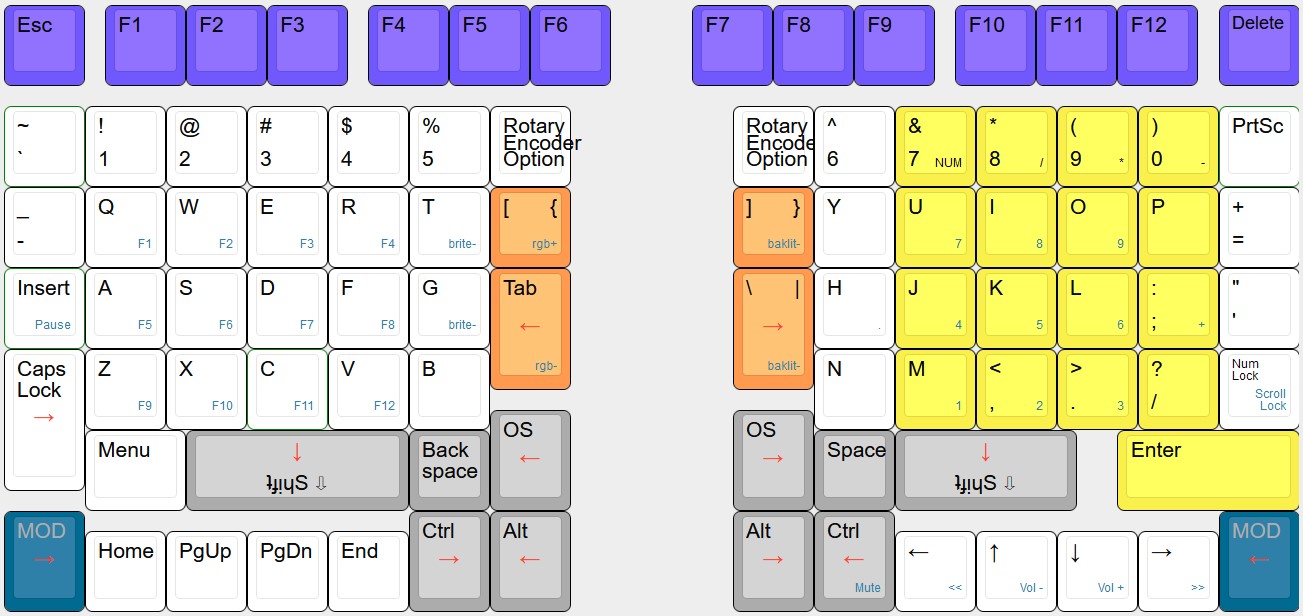 Esc F1 F2 F3 F4 F5 F6 F7 F8 F9 F10 F11 F12 Delete
~ ! @ # $ % Rotary Encoder Option Rotary Encoder Option ^ & * ( ) PrtSc
` 1 2 3 4 5 6 7 NUM 8 / 9 * 0 -
_ Q W E R T [ { ] } Y U I O P +
- F1 F2 F3 F4 brite- rgb+ baklit- 7 8 9 =
Insert A S D F G Tab \ | H J K L : "
← →
Pause F5 F6 F7 F8 brite- . 4 5 6 ; + '
Caps Lock Z X C V B rgb- baklit- N M < > ? Num Lock
→ F9 F10 F11 F12 1 , 2 . 3 / Scroll Lock
Menu ↓ Back space OS OS Space ↓ Enter
Shift ⇩ ← → Shift ⇩
MOD Home PgUp PgDn End Ctrl Alt Alt Ctrl ← ↑ ↓ → MOD
→ → ← → ← ←
Mute << Vol - Vol + >>